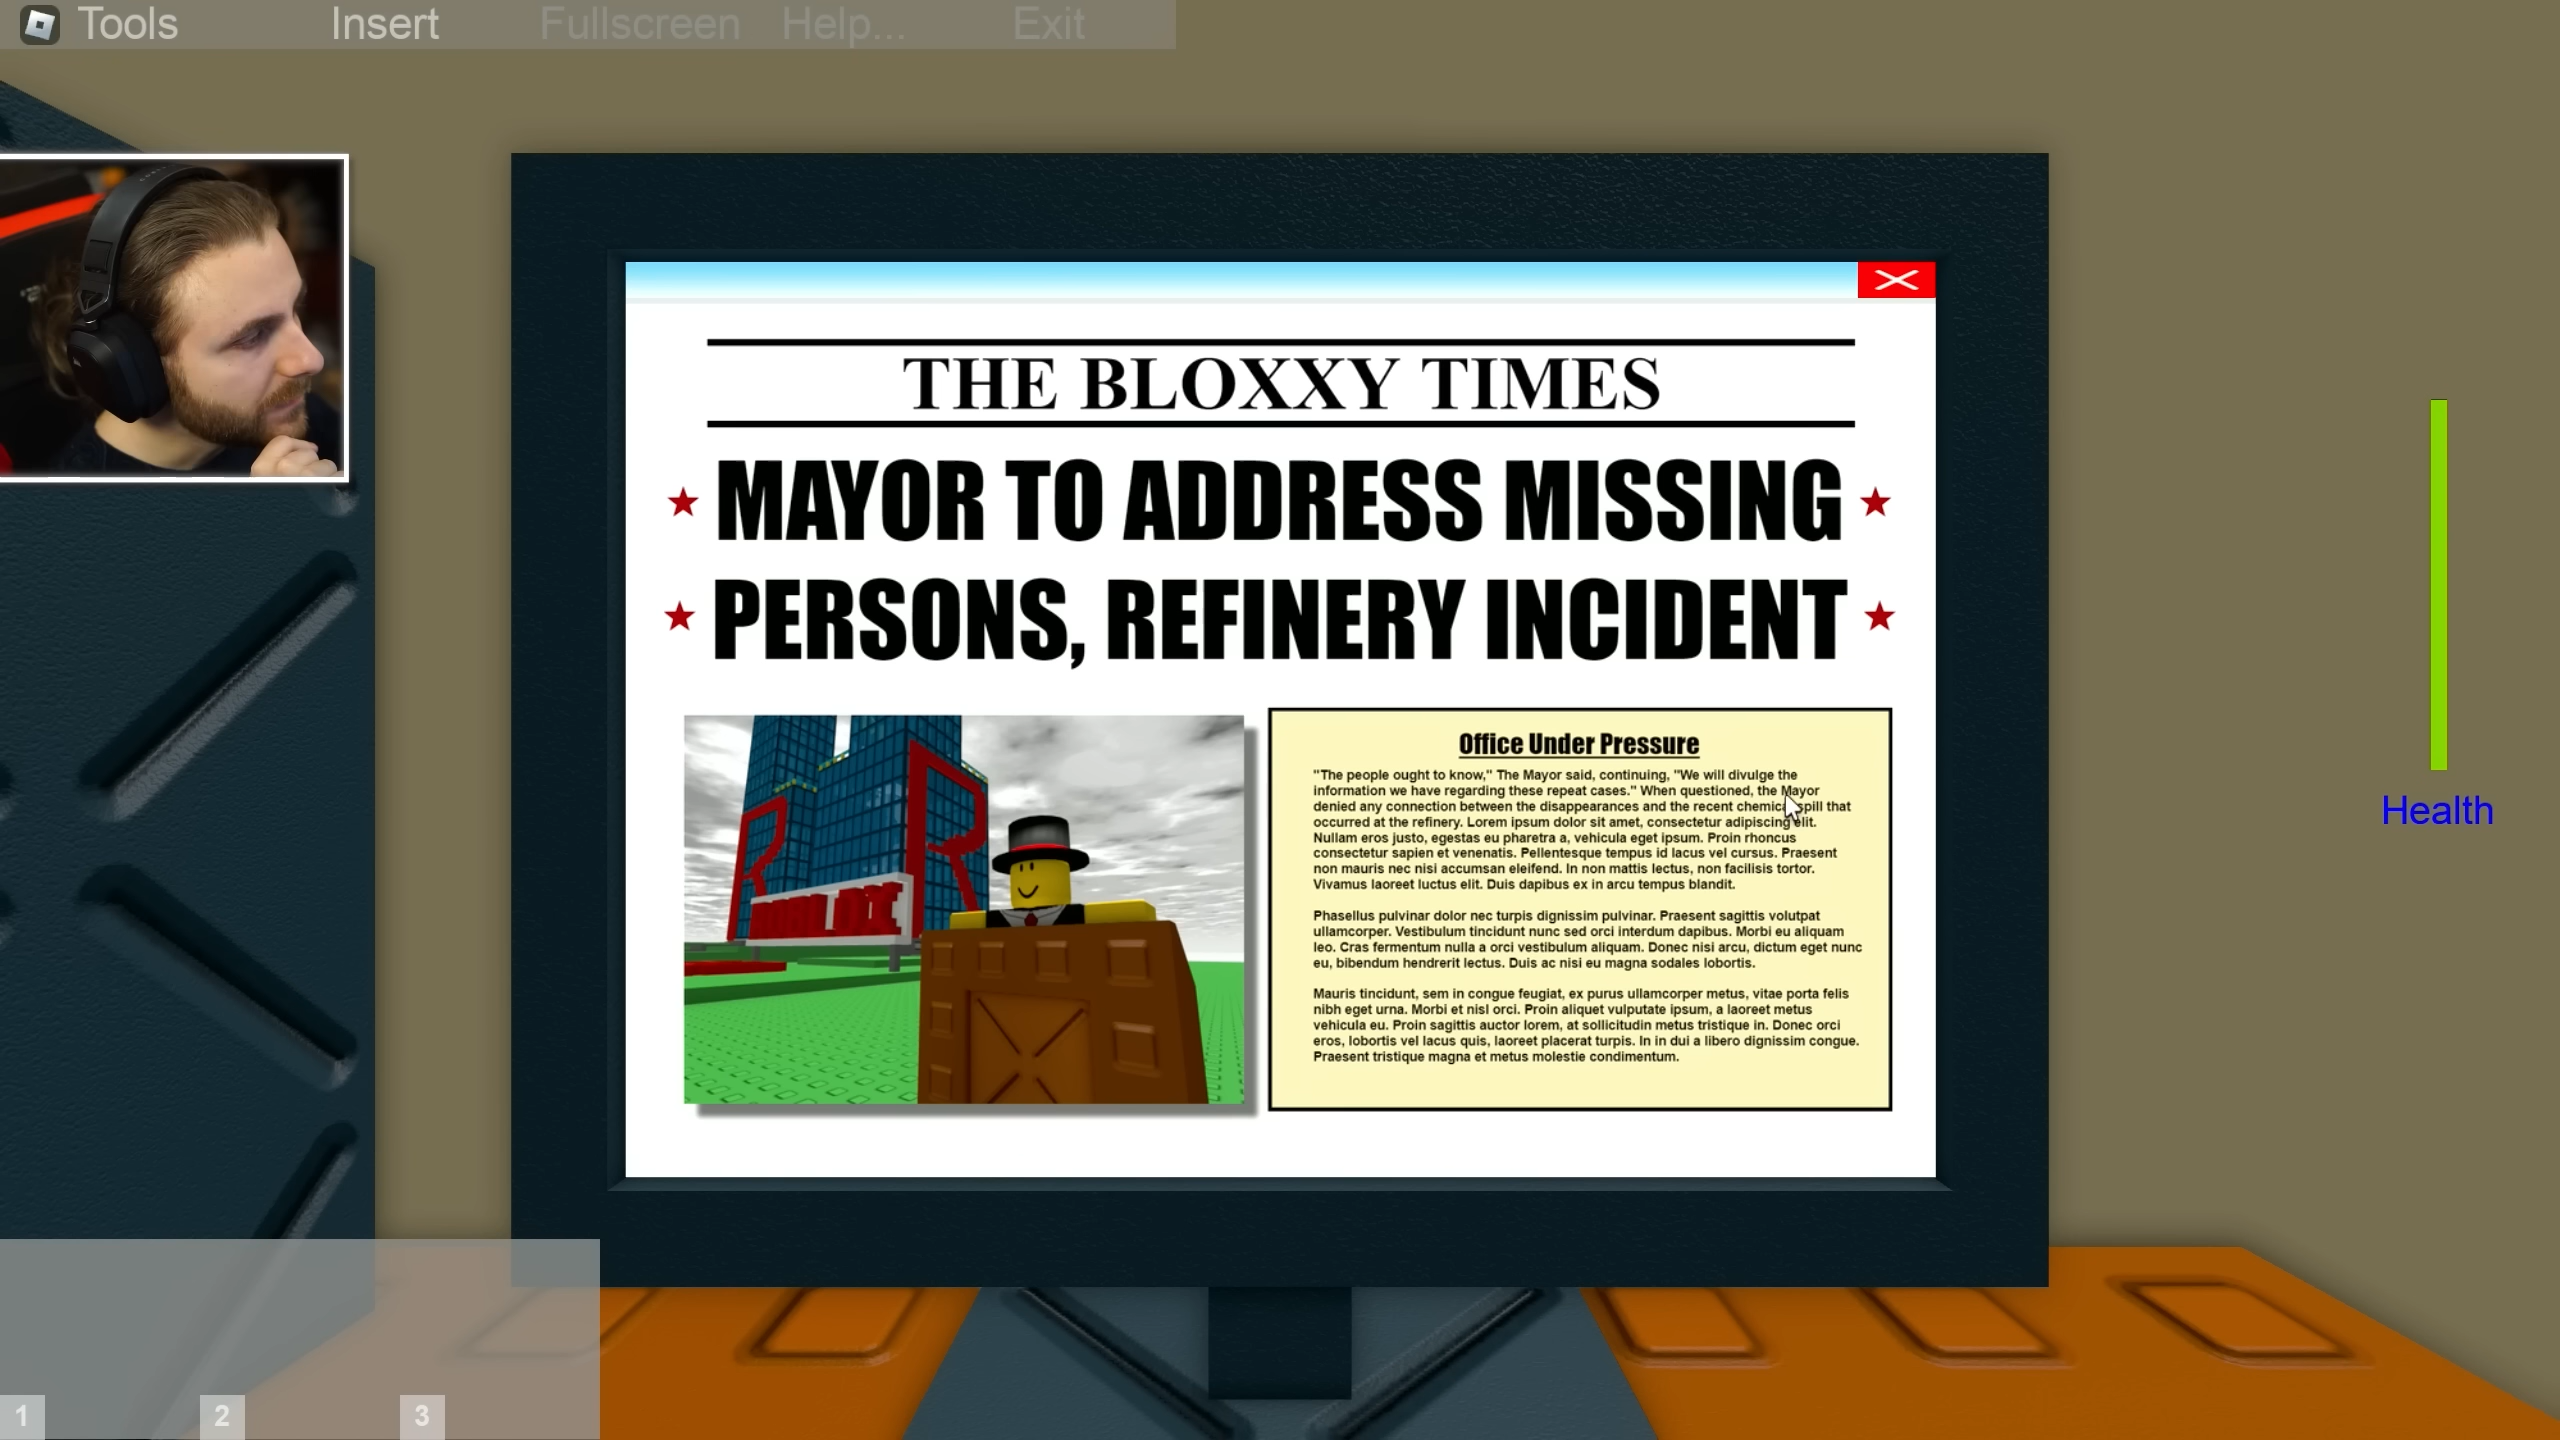 Tools Insert Fullscreen Help... Exit
THE BLOXXY TIMES
MAYOR TO ADDRESS MISSING
PERSONS, REFINERY INCIDENT
ROBLOX
Office Under Pressure
"The people ought to know," The Mayor said, continuing, "We will divulge the
information we have regarding these repeat cases." When questioned, the Mayor
denied any connection between the disappearances and the recent chemical spill that
occurred at the refinery. Lorem ipsum dolor sit amet, consectetur adipiscing elit.
Nullam eros justo, egestas eu pharetra a, vehicula eget ipsum. Proin rhoncus
consectetur sapien et venenatis. Pellentesque tempus id lacus vel cursus. Praesent
non mauris nec nisi accumsan eleifend. In non mattis lectus, non facilisis tortor.
Vivamus laoreet luctus elit. Duis dapibus ex in arcu tempus blandit.
Phasellus pulvinar dolor nec turpis dignissim pulvinar. Praesent sagittis volutpat
ullamcorper. Vestibulum tincidunt nunc sed orci interdum dapibus. Morbi eu aliquam
leo. Cras fermentum nulla a orci vestibulum aliquam. Donec nisi arcu, dictum eget nunc
eu, bibendum hendrerit lectus. Duis ac nisi eu magna sodales lobortis.
Mauris tincidunt, sem in congue feugiat, ex purus ullamcorper metus, vitae porta felis
nibh eget urna. Morbi et nisl orci. Proin aliquet vulputate ipsum, a laoreet metus
vehicula eu. Proin sagittis auctor lorem, at sollicitudin metus tristique in. Donec orci
eros, lobortis vel lacus quis, laoreet placerat turpis. In in dui a libero dignissim congue.
Praesent tristique magna et metus molestie condimentum.
Health
1 2 3